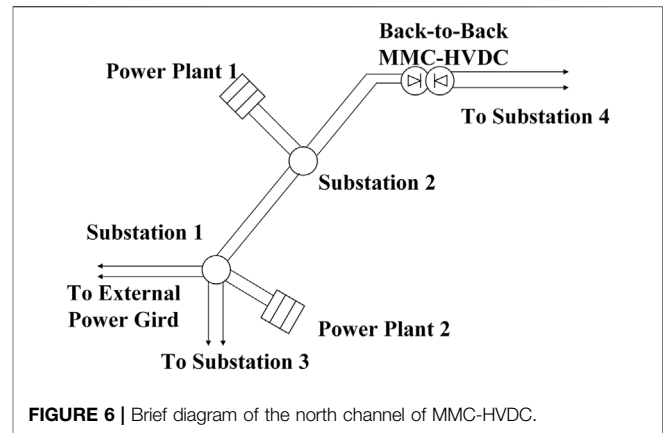 Back-to-Back
MMC-HVDC
Power Plant 1
To Substation 4
Substation 2
Substation 1
To External
Power Gird
Power Plant 2
To Substation 3
FIGURE 6 | Brief diagram of the north channel of MMC-HVDC.